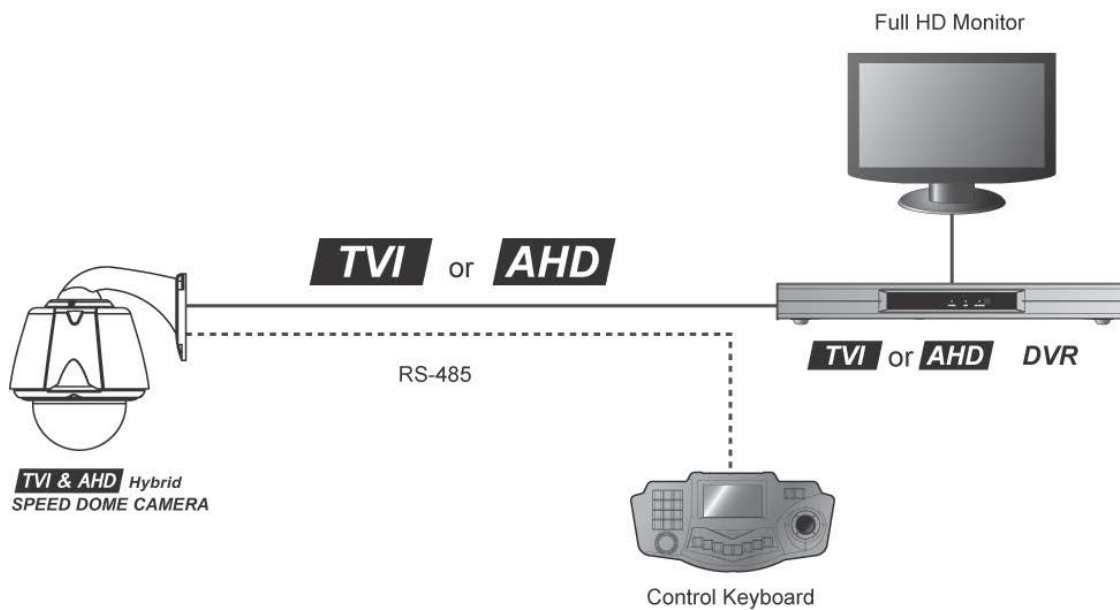 Full HD Monitor
TVI or AHD
TVI or AHD DVR
RS-485
TVI & AHD Hybrid
SPEED DOME CAMERA
Control Keyboard